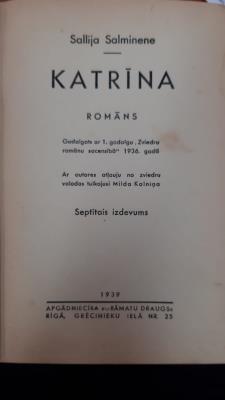 Sallija Salminene
KATRĪNA
ROMĀNS
Godalgots ar 1. godalgu „Zviedru
romānu sacensībā" 1936. gadā
Ar autores atļauju no zviedru
valodas tulkojusi Milda Kalniņa
Septītais izdevums
1939
APGĀDNIECĪBA »GRĀMATU DRAUGS«
RĪGĀ, GRĒCINIEKU IELĀ NR. 25